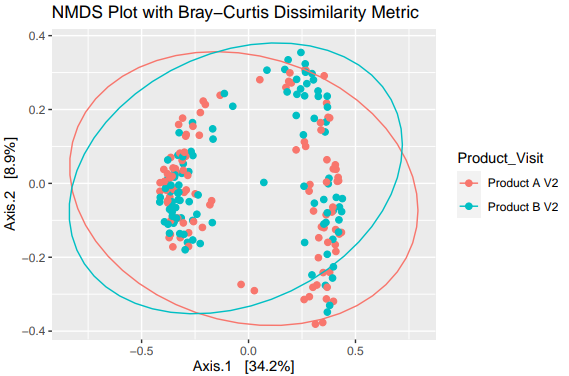 NMDS Plot with Bray−Curtis Dissimilarity Metric
0.4
0.2
0.0
−0.2
−0.4
Axis.2 [8.9%]
−0.5
0.0
0.5
Axis.1 [34.2%]
Product_Visit
Product A V2
Product B V2